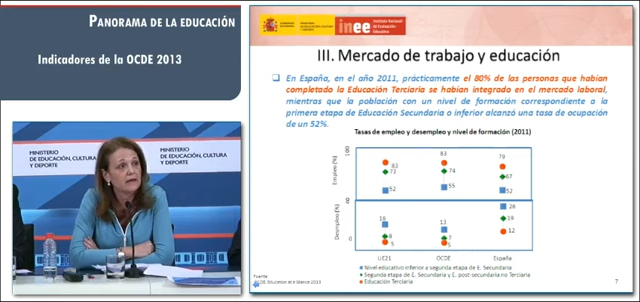 PANORAMA DE LA EDUCACIÓN
Indicadores de la OCDE 2013
MINISTERIO
DE EDUCACIÓN, CULTURA
Y DEPORTE
MINISTERIO
DE EDUCACIÓN, CULTURA
Y DEPORTE
inee
Instituto Nacional
de Evaluación
Educativa
III. Mercado de trabajo y educación
En España, en el año 2011, prácticamente el 80% de las personas que habían
completado la Educación Terciaria se habían integrado en el mercado laboral,
mientras que la población con un nivel de formación correspondiente a la
primera etapa de Educación Secundaria o inferior alcanzó una tasa de ocupación
de un 52%.
Tasas de empleo y desempleo y nivel de formación (2011)
Empleo (%)
100
83
73
52
83
74
55
79
67
52
Desempleo (%)
40
0
16
8
5
13
7
5
26
19
12
UE21
OCDE
España
Nivel educativo inferior a segunda etapa de E. Secundaria
Segunda etapa de E. Secundaria y E. post-secundaria no Terciaria
Educación Terciaria
Fuente
OCDE. Education at a Glance 2013
7